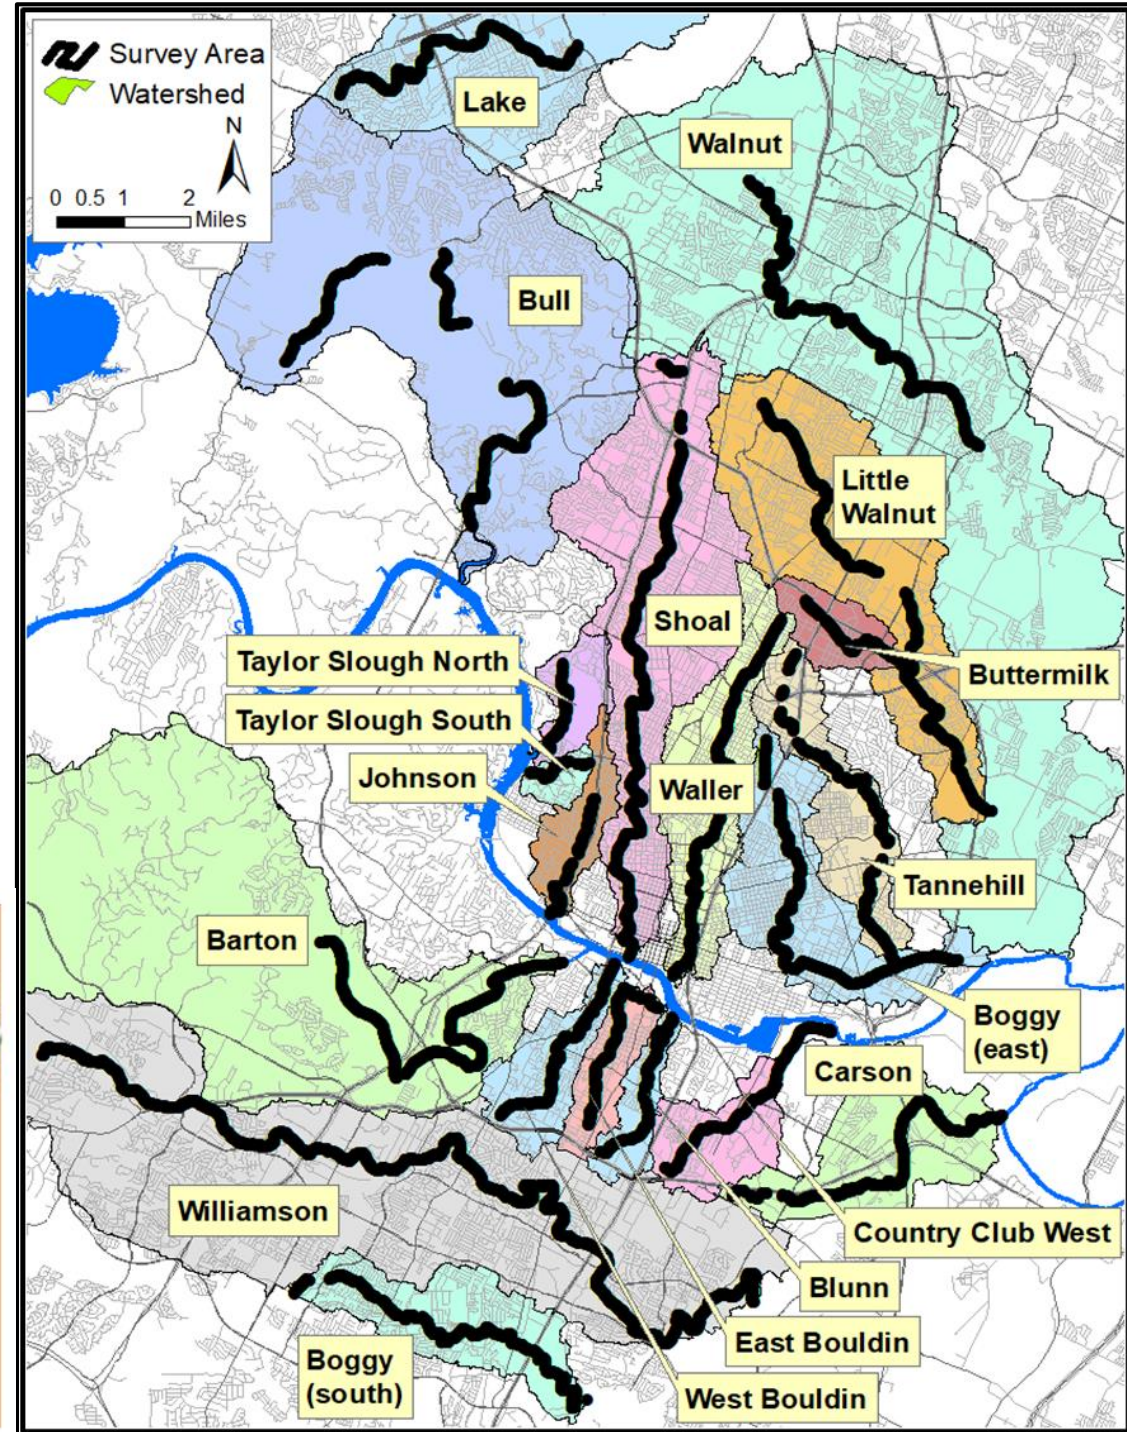 Survey Area
Watershed
N
0 0.5 1 2
Miles
Lake
Walnut
Bull
Little
Walnut
Shoal
Taylor Slough North
Buttermilk
Taylor Slough South
Johnson
Waller
Tannehill
Barton
Boggy
(east)
Carson
Williamson
Country Club West
Blunn
East Bouldin
Boggy
(south)
West Bouldin